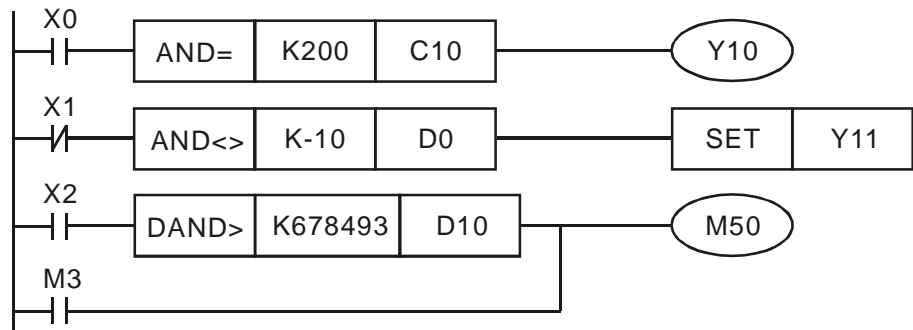 X0
AND= K200 C10 Y10
X1
AND<> K-10 D0 SET Y11
X2
DAND> K678493 D10 M50
M3